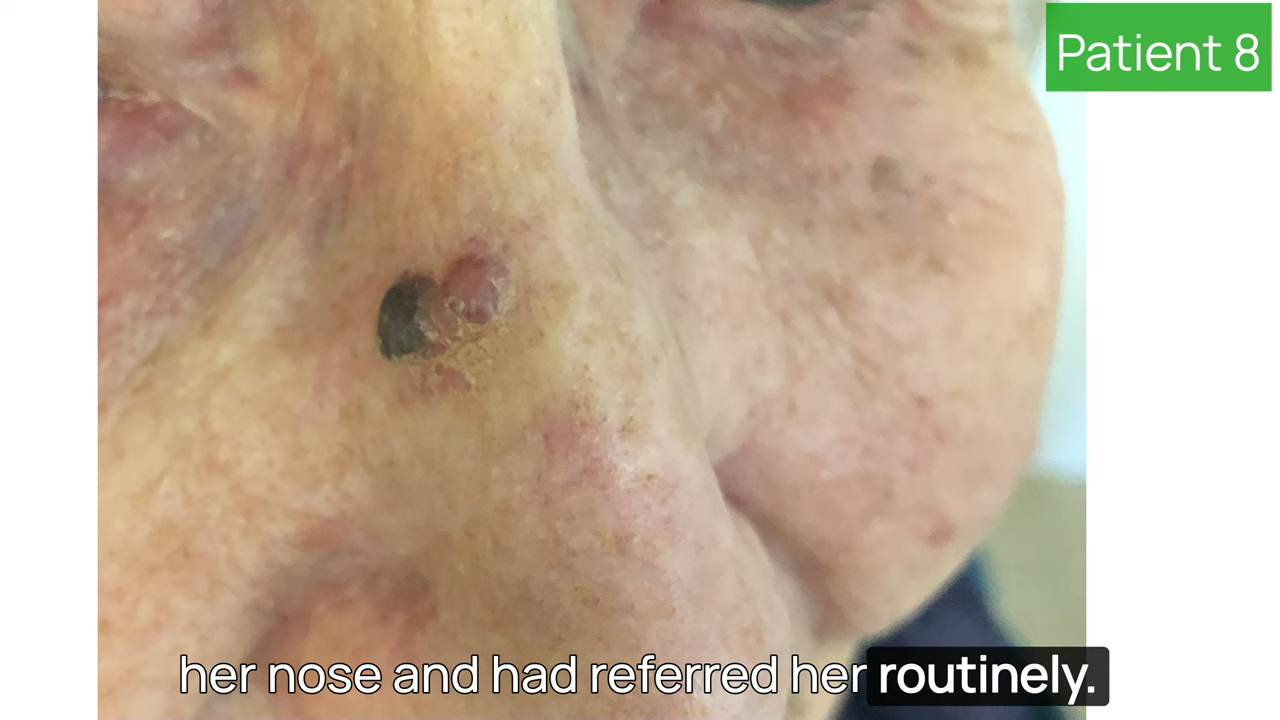 Patient 8
her nose and had referred her routinely.